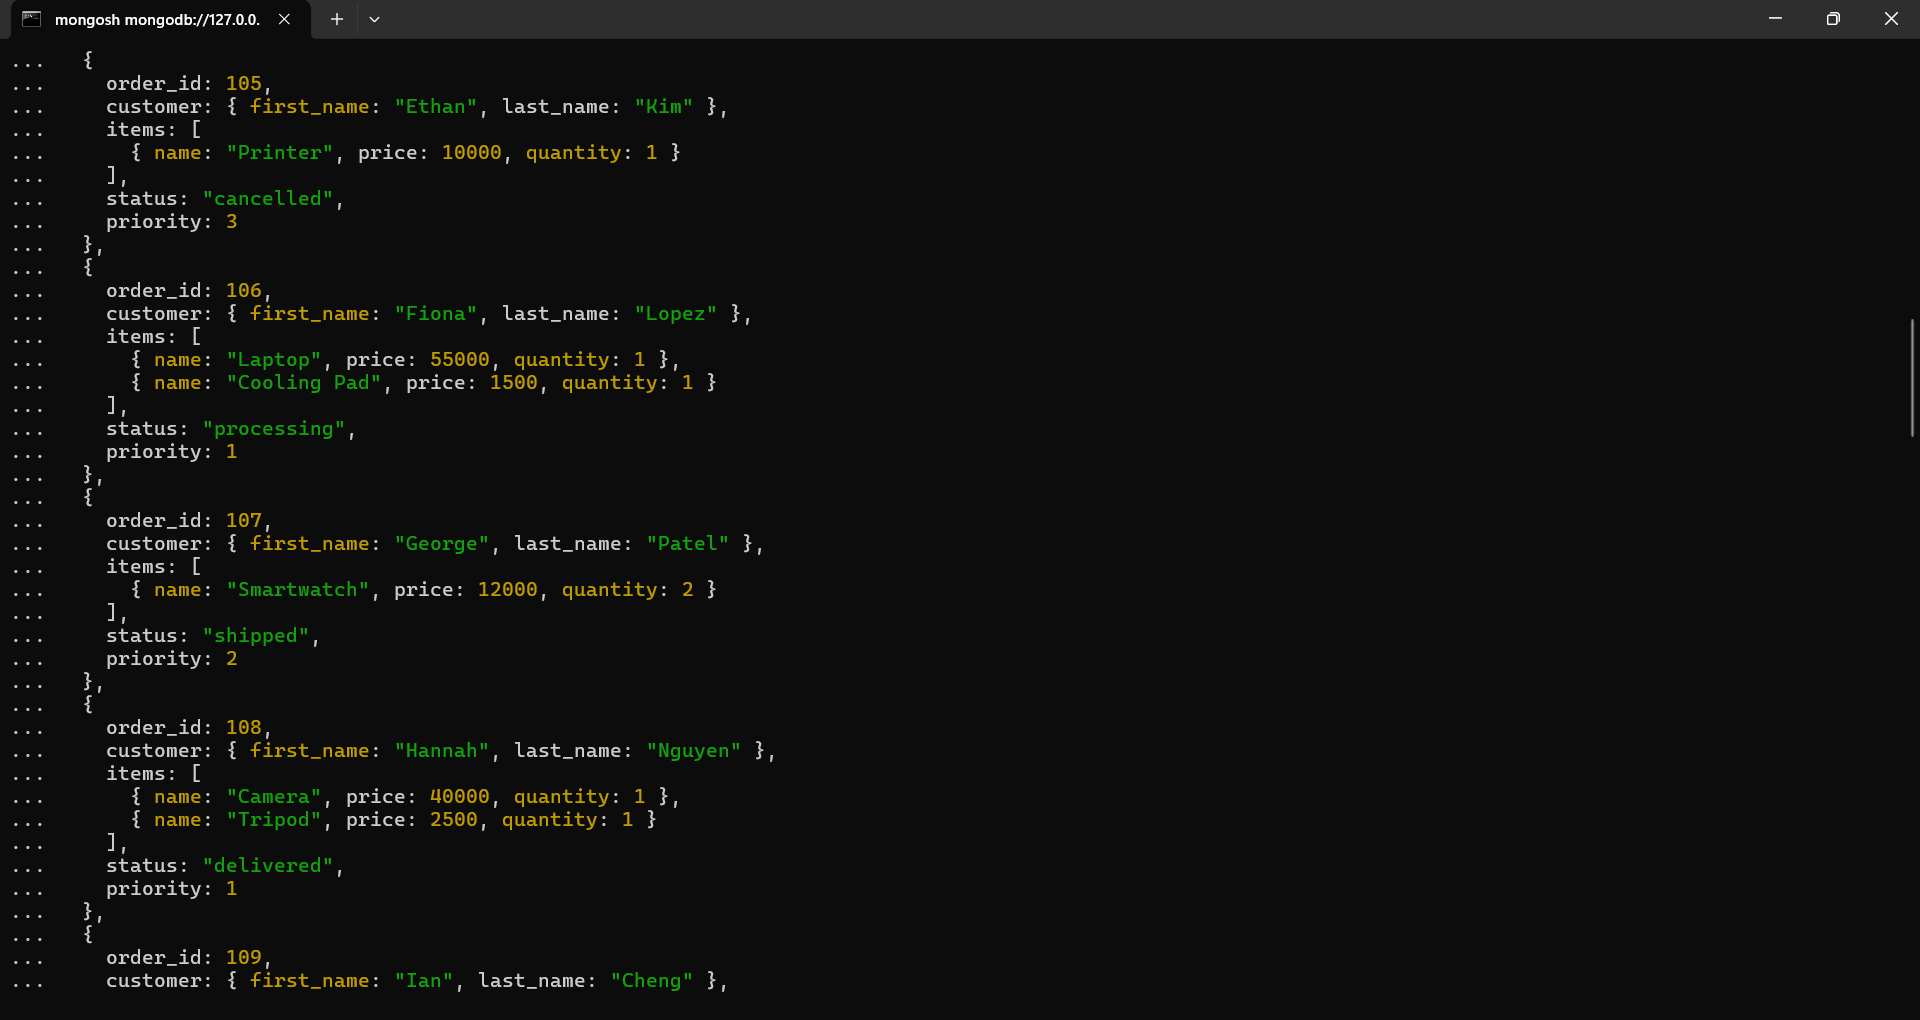 mongosh mongodb://127.0.0.
...   {
...     order_id: 105,
...     customer: { first_name: "Ethan", last_name: "Kim" },
...     items: [
...       { name: "Printer", price: 10000, quantity: 1 }
...     ],
...     status: "cancelled",
...     priority: 3
...   },
...   {
...     order_id: 106,
...     customer: { first_name: "Fiona", last_name: "Lopez" },
...     items: [
...       { name: "Laptop", price: 55000, quantity: 1 },
...       { name: "Cooling Pad", price: 1500, quantity: 1 }
...     ],
...     status: "processing",
...     priority: 1
...   },
...   {
...     order_id: 107,
...     customer: { first_name: "George", last_name: "Patel" },
...     items: [
...       { name: "Smartwatch", price: 12000, quantity: 2 }
...     ],
...     status: "shipped",
...     priority: 2
...   },
...   {
...     order_id: 108,
...     customer: { first_name: "Hannah", last_name: "Nguyen" },
...     items: [
...       { name: "Camera", price: 40000, quantity: 1 },
...       { name: "Tripod", price: 2500, quantity: 1 }
...     ],
...     status: "delivered",
...     priority: 1
...   },
...   {
...     order_id: 109,
...     customer: { first_name: "Ian", last_name: "Cheng" },